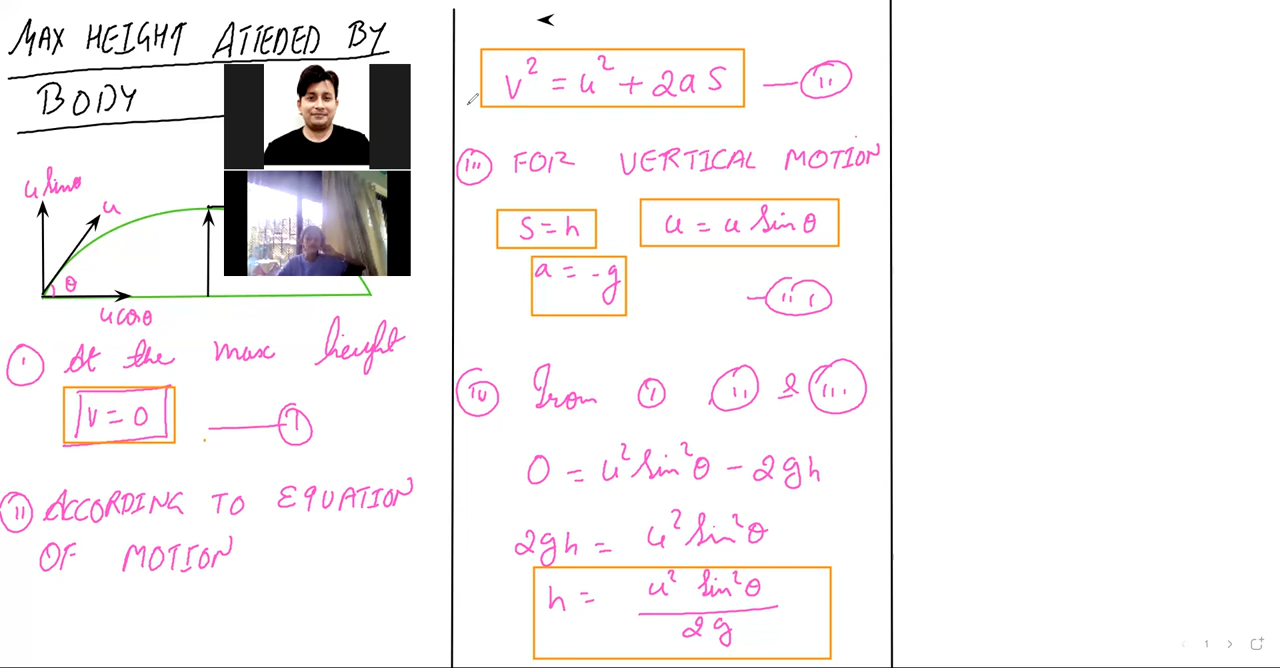 MAX HEIGHT ATTEDED BY
BODY
u sinθ
u
θ
u cosθ
(i) At the max height
v = 0 — (i)
(ii) ACCORDING TO EQUATION
OF MOTION
v² = u² + 2aS — (ii)
(iii) FOR VERTICAL MOTION
S = h
u = u Sinθ
a = -g
— (iii)
(iv) From (i) (ii) & (iii)
0 = u² sin²θ - 2gh
2gh = u² sin²θ
h = u² sin²θ
2g
1